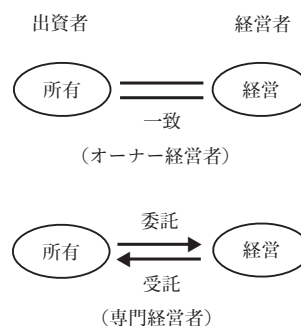 出資者 経営者
所有 経営
一致
（オーナー経営者）
委託
所有 経営
受託
（専門経営者）